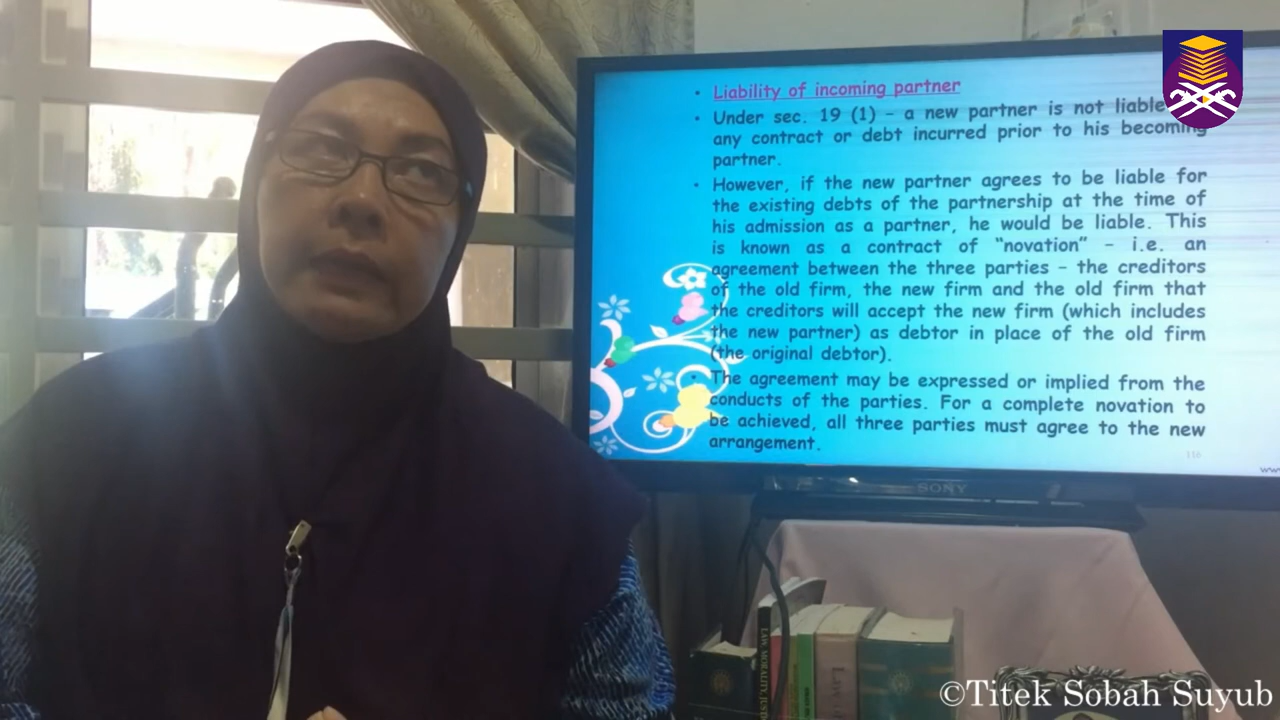 • Liability of incoming partner
• Under sec. 19 (1) – a new partner is not liable
any contract or debt incurred prior to his becoming
partner.
• However, if the new partner agrees to be liable for
the existing debts of the partnership at the time of
his admission as a partner, he would be liable. This
is known as a contract of “novation” – i.e. an
agreement between the three parties – the creditors
of the old firm, the new firm and the old firm that
the creditors will accept the new firm (which includes
the new partner) as debtor in place of the old firm
(the original debtor).
• The agreement may be expressed or implied from the
conducts of the parties. For a complete novation to
be achieved, all three parties must agree to the new
arrangement.
www
SONY
LAW, MORALITY,
©Titek Sobah Suyub